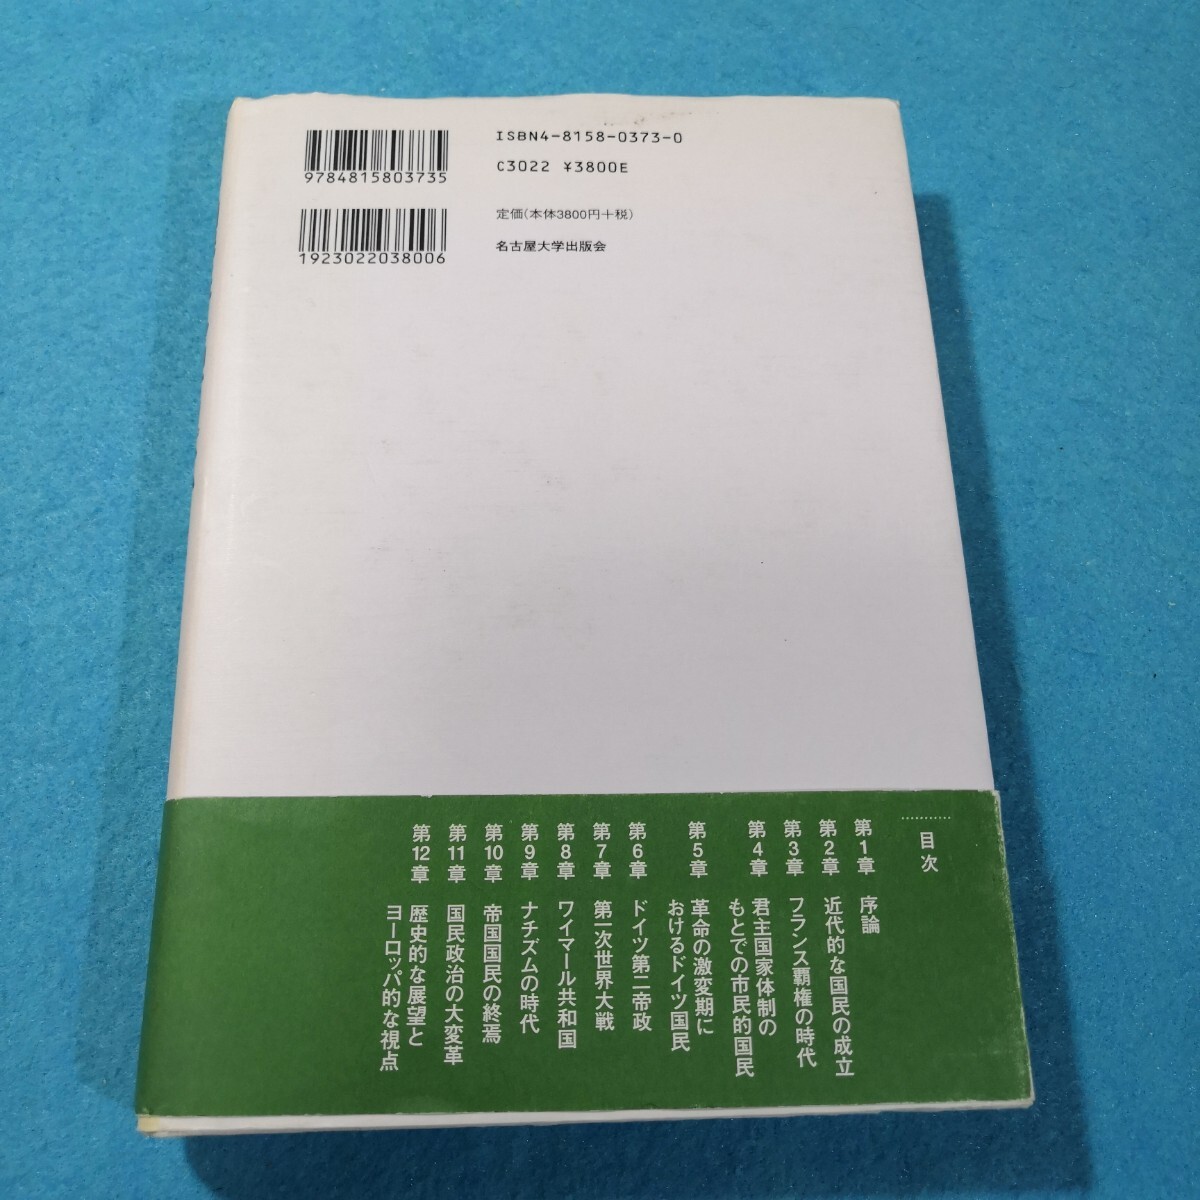 ISBN4-8158-0373-0
C3022 ¥3800E
9784815803735
定価(本体3800円+税)
1923022038006
名古屋大学出版会
目次
第1章 序論
第2章 近代的な国民の成立
第3章 フランス覇権の時代
第4章 君主国家体制の
もとでの市民的国民
第5章 革命の激変期に
おけるドイツ国民
第6章 ドイツ第二帝政
第7章 第一次世界大戦
第8章 ワイマール共和国
第9章 ナチズムの時代
第10章 帝国国民の終焉
第11章 国民政治の大変革
第12章 歴史的な展望と
ヨーロッパ的な視点